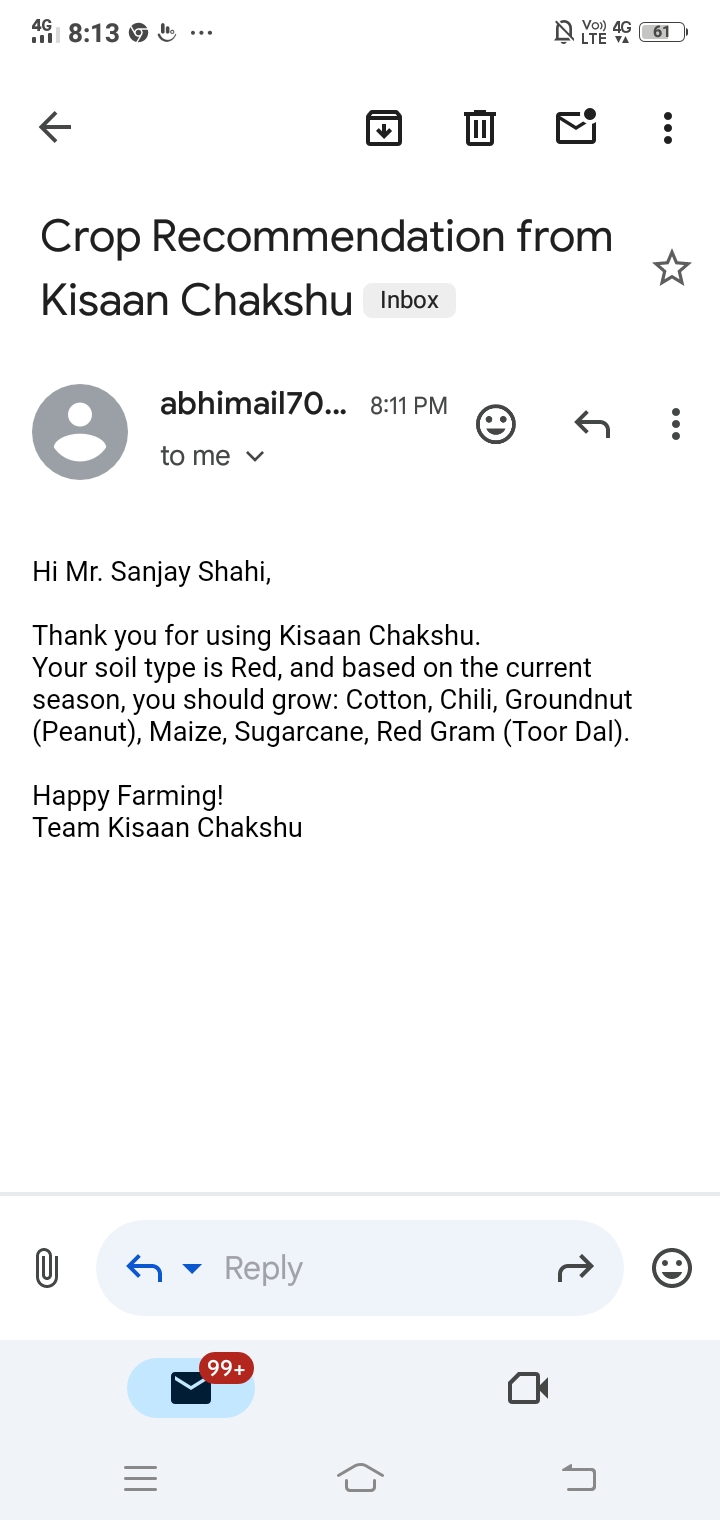 4G 8:13 ... Vo)) LTE 4G 61
Crop Recommendation from
Kisaan Chakshu Inbox
abhimail70... 8:11 PM
to me
Hi Mr. Sanjay Shahi,
Thank you for using Kisaan Chakshu.
Your soil type is Red, and based on the current
season, you should grow: Cotton, Chili, Groundnut
(Peanut), Maize, Sugarcane, Red Gram (Toor Dal).
Happy Farming!
Team Kisaan Chakshu
Reply
99+